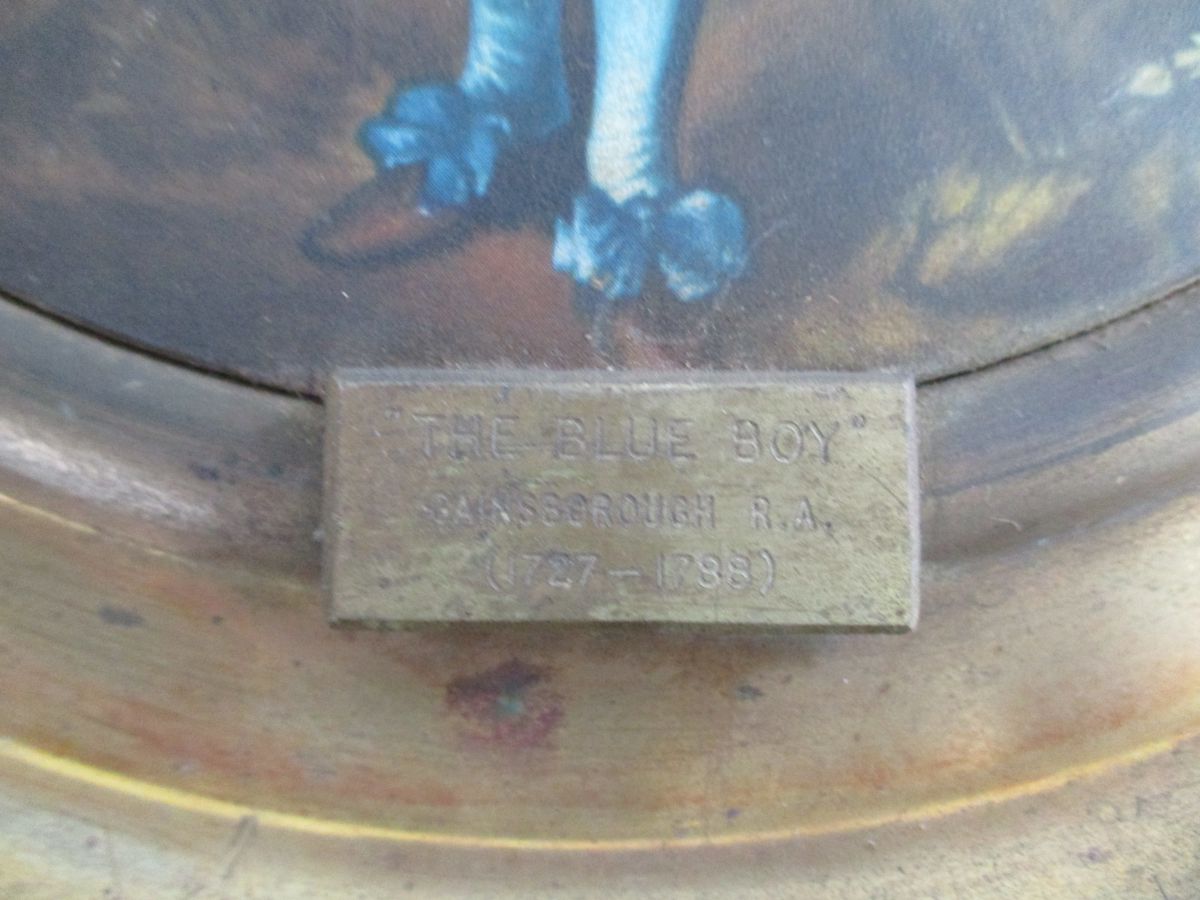 "THE BLUE BOY"
GAINSBOROUGH R.A.
(1727-1788)